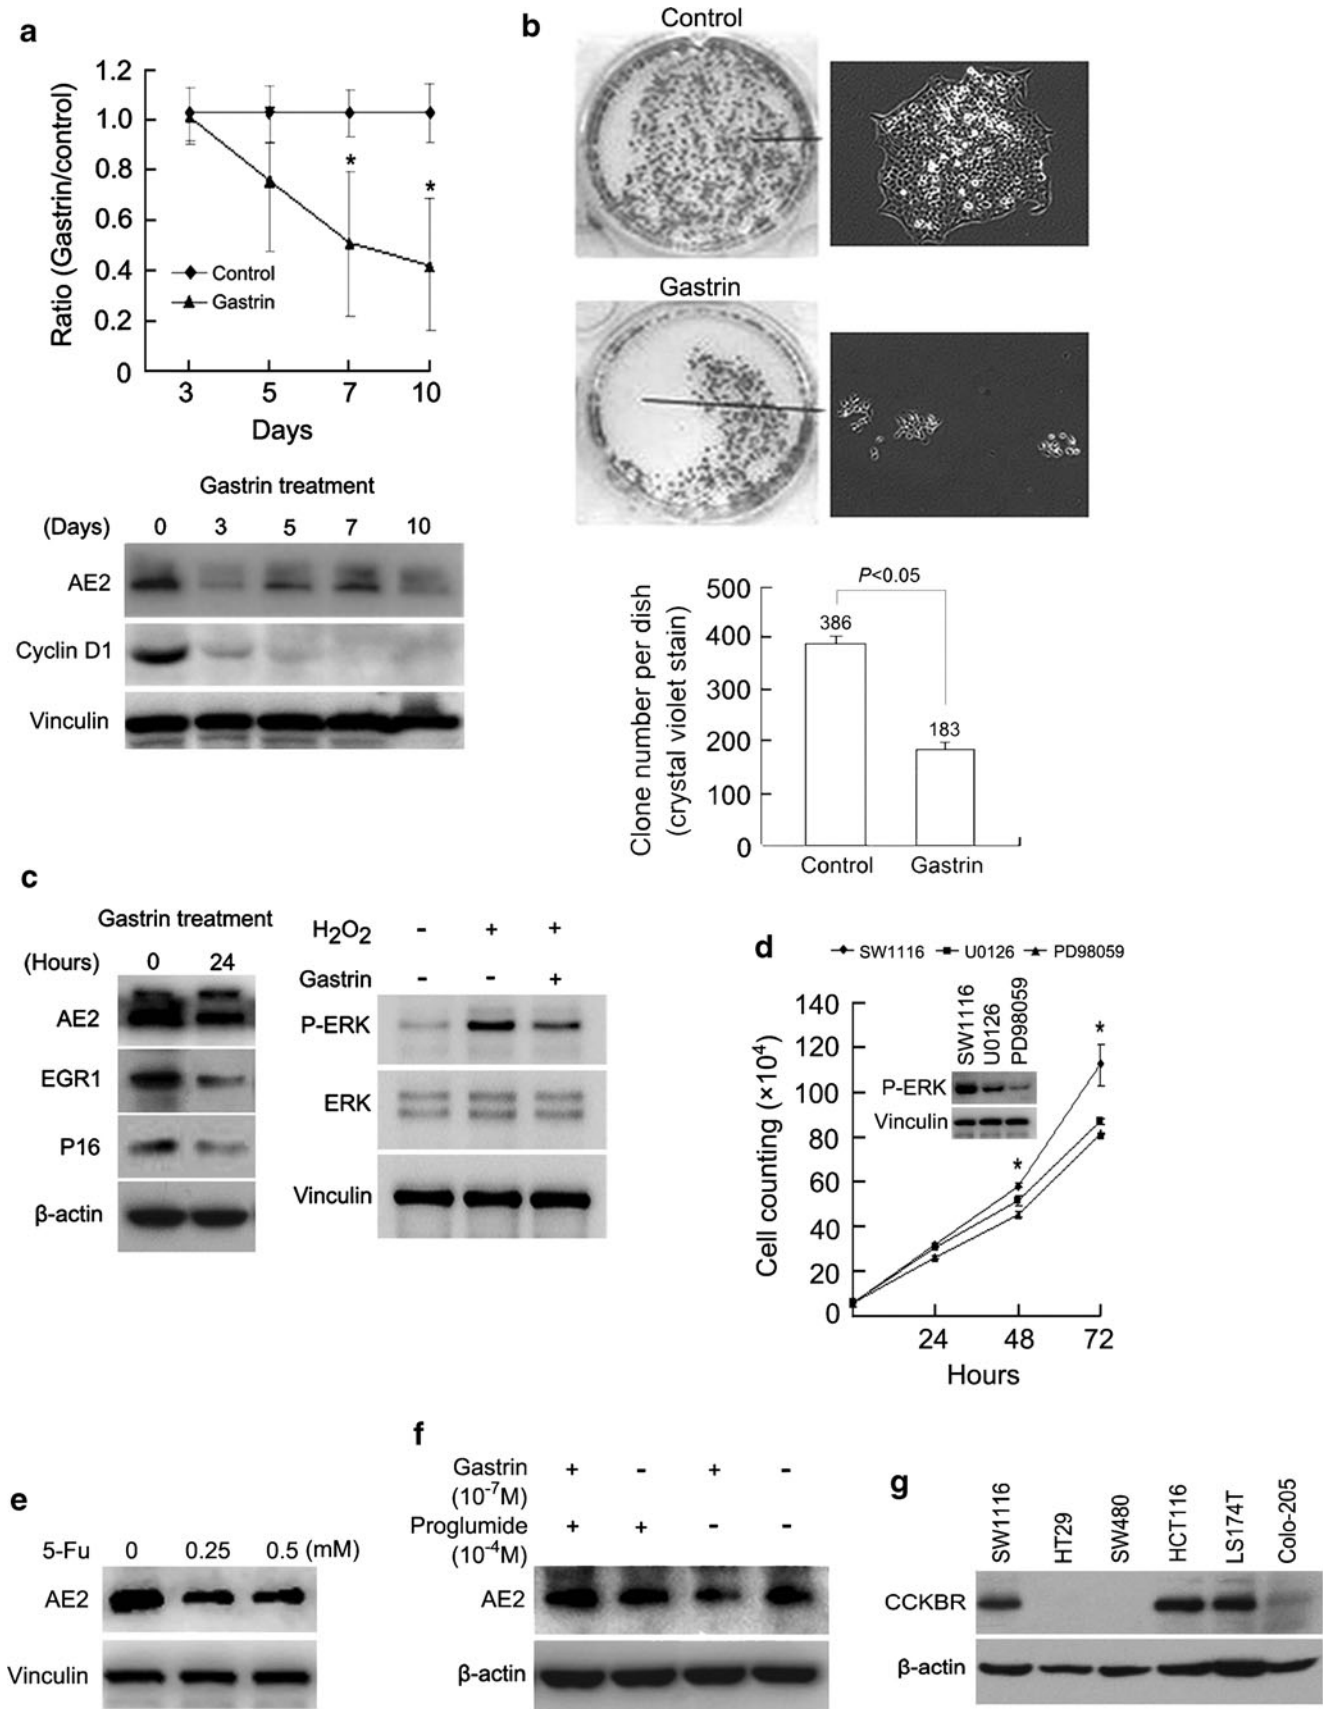 a
Ratio (Gastrin/control)
1.2
1.0
0.8
0.6
0.4
0.2
0
*
*
Control
Gastrin
3 5 7 10
Days
Gastrin treatment
(Days) 0 3 5 7 10
AE2
Cyclin D1
Vinculin
b
Control
Gastrin
Clone number per dish
(crystal violet stain)
500
400
300
200
100
0
P<0.05
386
183
Control Gastrin
c
Gastrin treatment
(Hours) 0 24
AE2
EGR1
P16
β-actin
H₂O₂ - + +
Gastrin - - +
P-ERK
ERK
Vinculin
d
SW1116 U0126 PD98059
Cell counting (×10⁴)
140
120
100
80
60
40
20
0
SW1116
U0126
PD98059
P-ERK
Vinculin
*
*
24 48 72
Hours
e
5-Fu 0 0.25 0.5 (mM)
AE2
Vinculin
f
Gastrin + - + -
(10⁻⁷M)
Proglumide + + - -
(10⁻⁴M)
AE2
β-actin
g
SW1116
HT29
SW480
HCT116
LS174T
Colo-205
CCKBR
β-actin